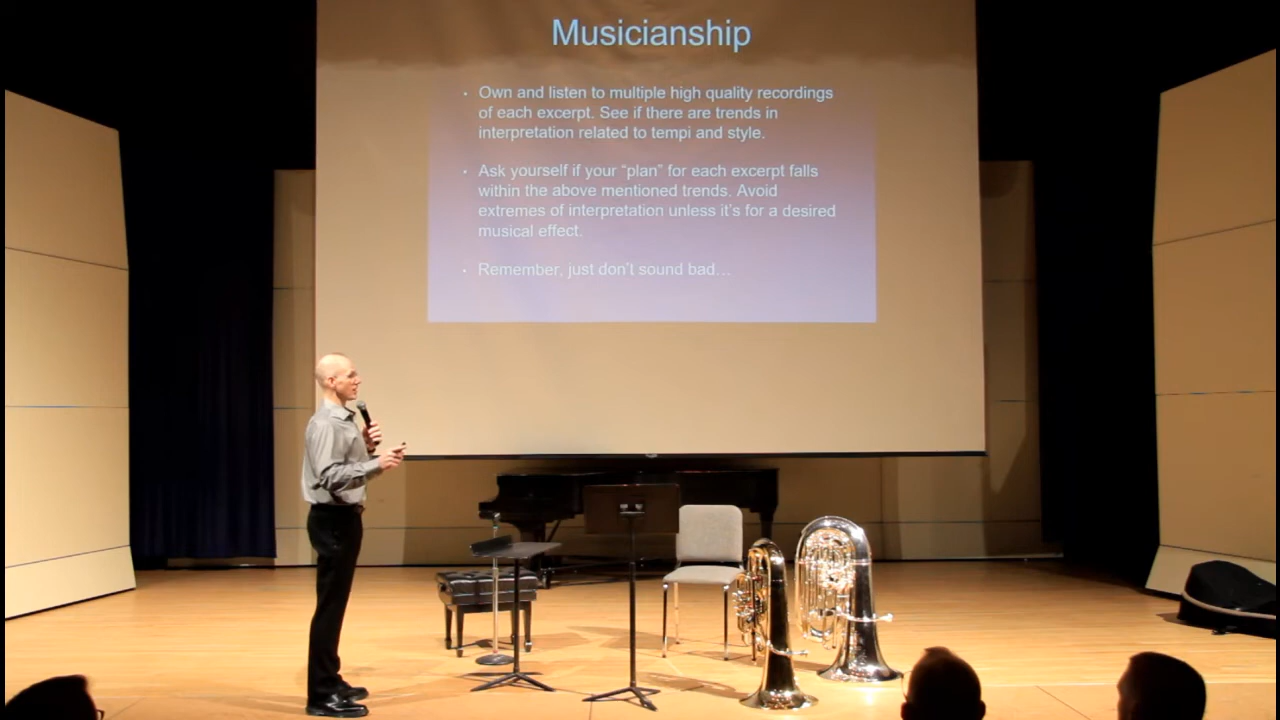 Musicianship
• Own and listen to multiple high quality recordings
of each excerpt. See if there are trends in
interpretation related to tempi and style.
• Ask yourself if your “plan” for each excerpt falls
within the above mentioned trends. Avoid
extremes of interpretation unless it’s for a desired
musical effect.
• Remember, just don’t sound bad…